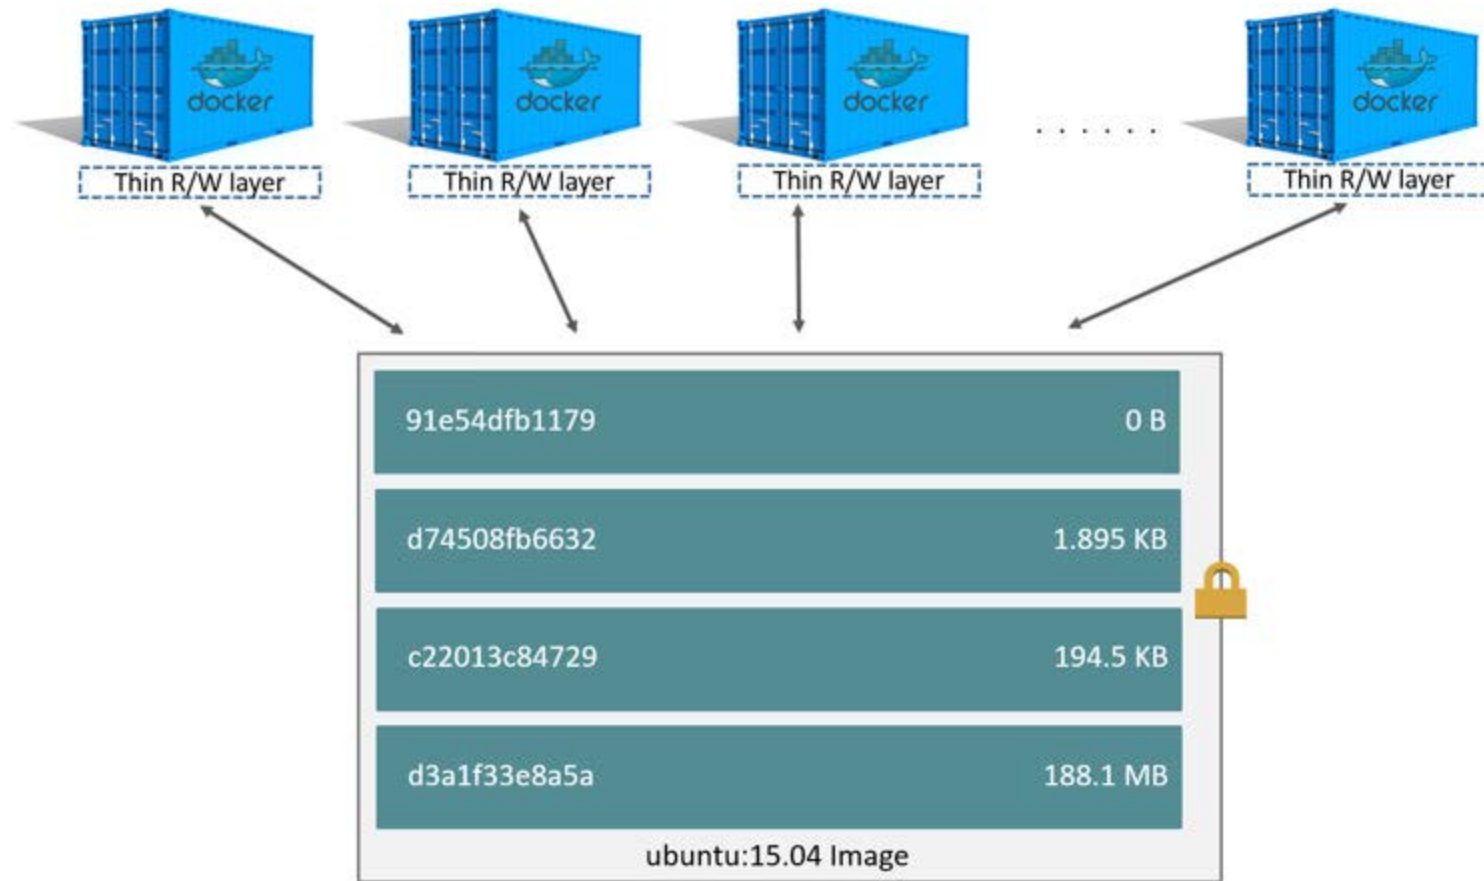 docker
docker
docker
docker
Thin R/W layer
Thin R/W layer
Thin R/W layer
. . . . . .
Thin R/W layer
91e54dfb1179 0 B
d74508fb6632 1.895 KB
c22013c84729 194.5 KB
d3a1f33e8a5a 188.1 MB
ubuntu:15.04 Image